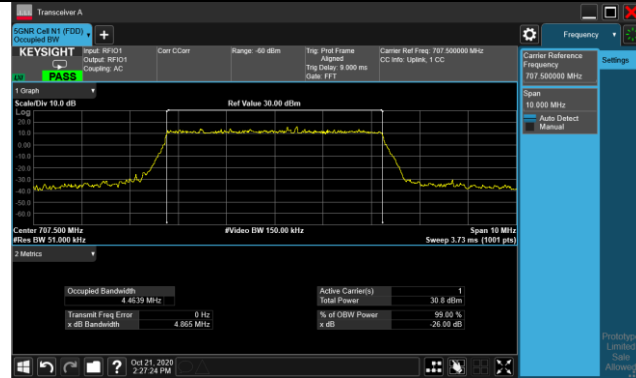 Transceiver A
5GNR Cell N1 (FDD)
Occupied BW
Frequency
KEYSIGHT
Input: RFIO1
Output: RFIO1
Coupling: AC
Corr CCorr
Range: -60 dBm
Trig: Prot Frame
Aligned
Trig Delay: 9.000 ms
Gate: FFT
Carrier Ref Freq: 707.500000 MHz
CC Info: Uplink, 1 CC
LM PASS
Carrier Reference
Frequency
707.500000 MHz
Settings
Span
10.000 MHz
Auto Detect
Manual
1 Graph
Scale/Div 10.0 dB
Ref Value 30.00 dBm
Log
20.0
10.0
0.00
-10.0
-20.0
-30.0
-40.0
-50.0
-60.0
Center 707.500 MHz
#Video BW 150.00 kHz
Span 10 MHz
#Res BW 51.000 kHz
Sweep 3.73 ms (1001 pts)
2 Metrics
Occupied Bandwidth
4.4639 MHz
Active Carrier(s) 1
Total Power 30.8 dBm
Transmit Freq Error 0 Hz
x dB Bandwidth 4.865 MHz
% of OBW Power 99.00 %
x dB -26.00 dB
Prototyp
Limited
Sale
Allowed
?
Oct 21, 2020
2:27:24 PM